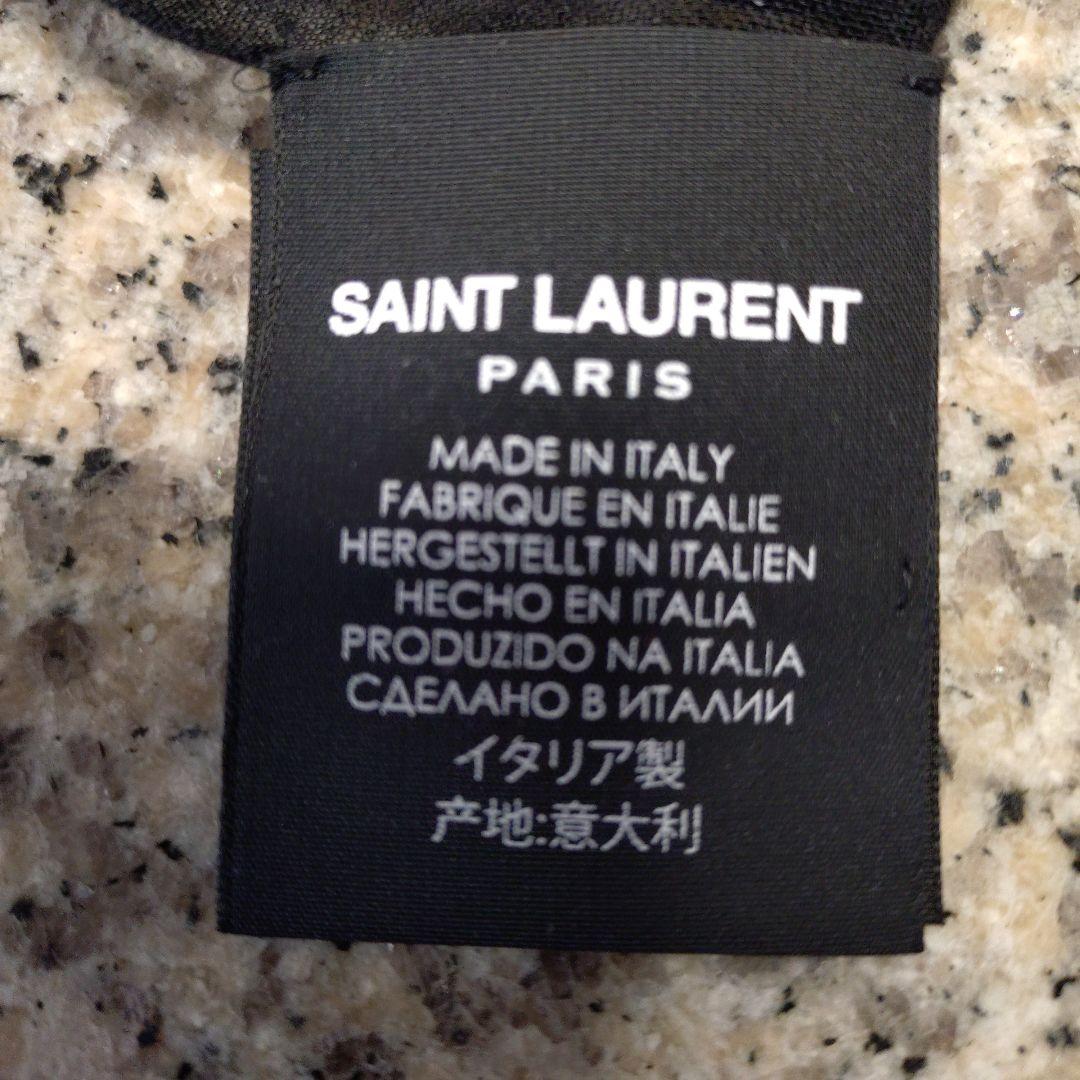 SAINT LAURENT
PARIS
MADE IN ITALY
FABRIQUE EN ITALIE
HERGESTELLT IN ITALIEN
HECHO EN ITALIA
PRODUZIDO NA ITALIA
СДЕЛАНО В ИТАЛИИ
イタリア製
产地:意大利